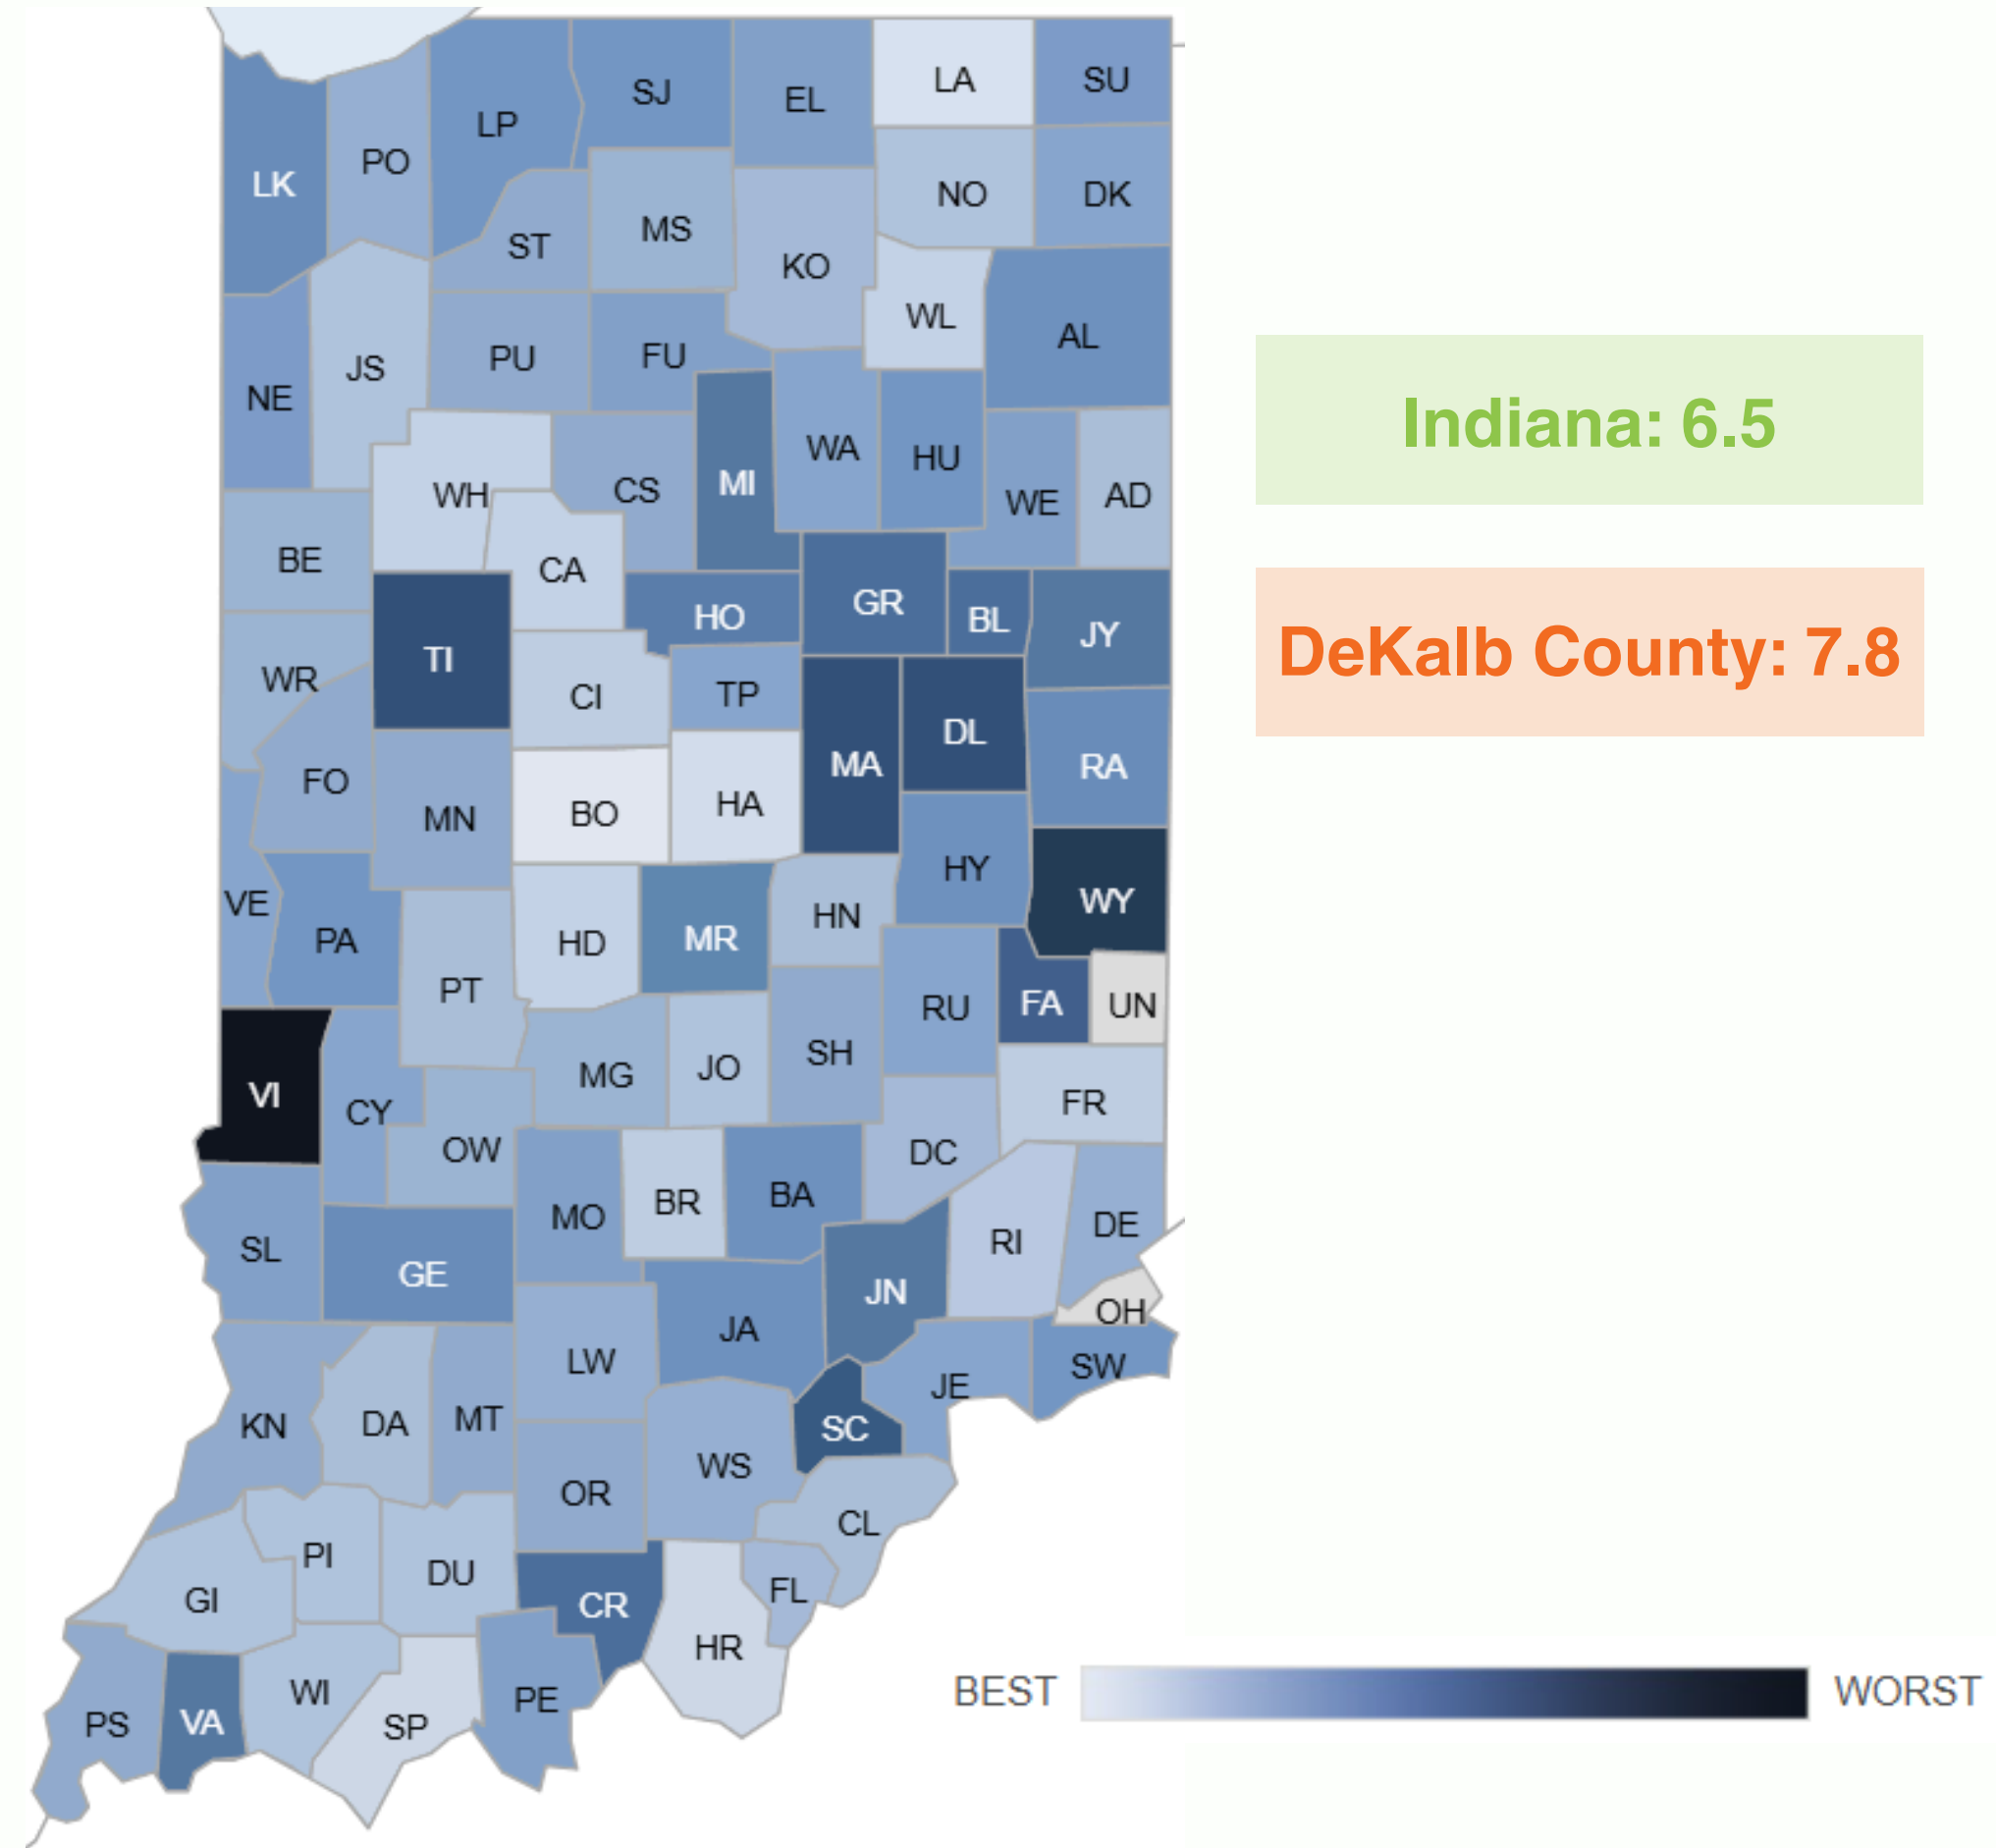 LA
SU
SJ
EL
LP
PO
LK
NO
DK
MS
ST
KO
WL
AL
PU
FU
JS
NE
WA
HU
MI
CS
WH
WE
AD
BE
CA
GR
HO
BL
JY
TI
WR
CI
TP
DL
MA
RA
FO
MN
BO
HA
HY
WY
VE
PA
HD
MR
HN
PT
RU
FA
UN
SH
MG
JO
VI
CY
FR
OW
DC
BR
BA
MO
DE
RI
SL
GE
JN
OH
JA
LW
SW
JE
KN
DA
MT
SC
WS
OR
CL
PI
DU
GI
FL
CR
HR
WI
PE
PS
VA
SP
Indiana: 6.5
DeKalb County: 7.8
BEST
WORST